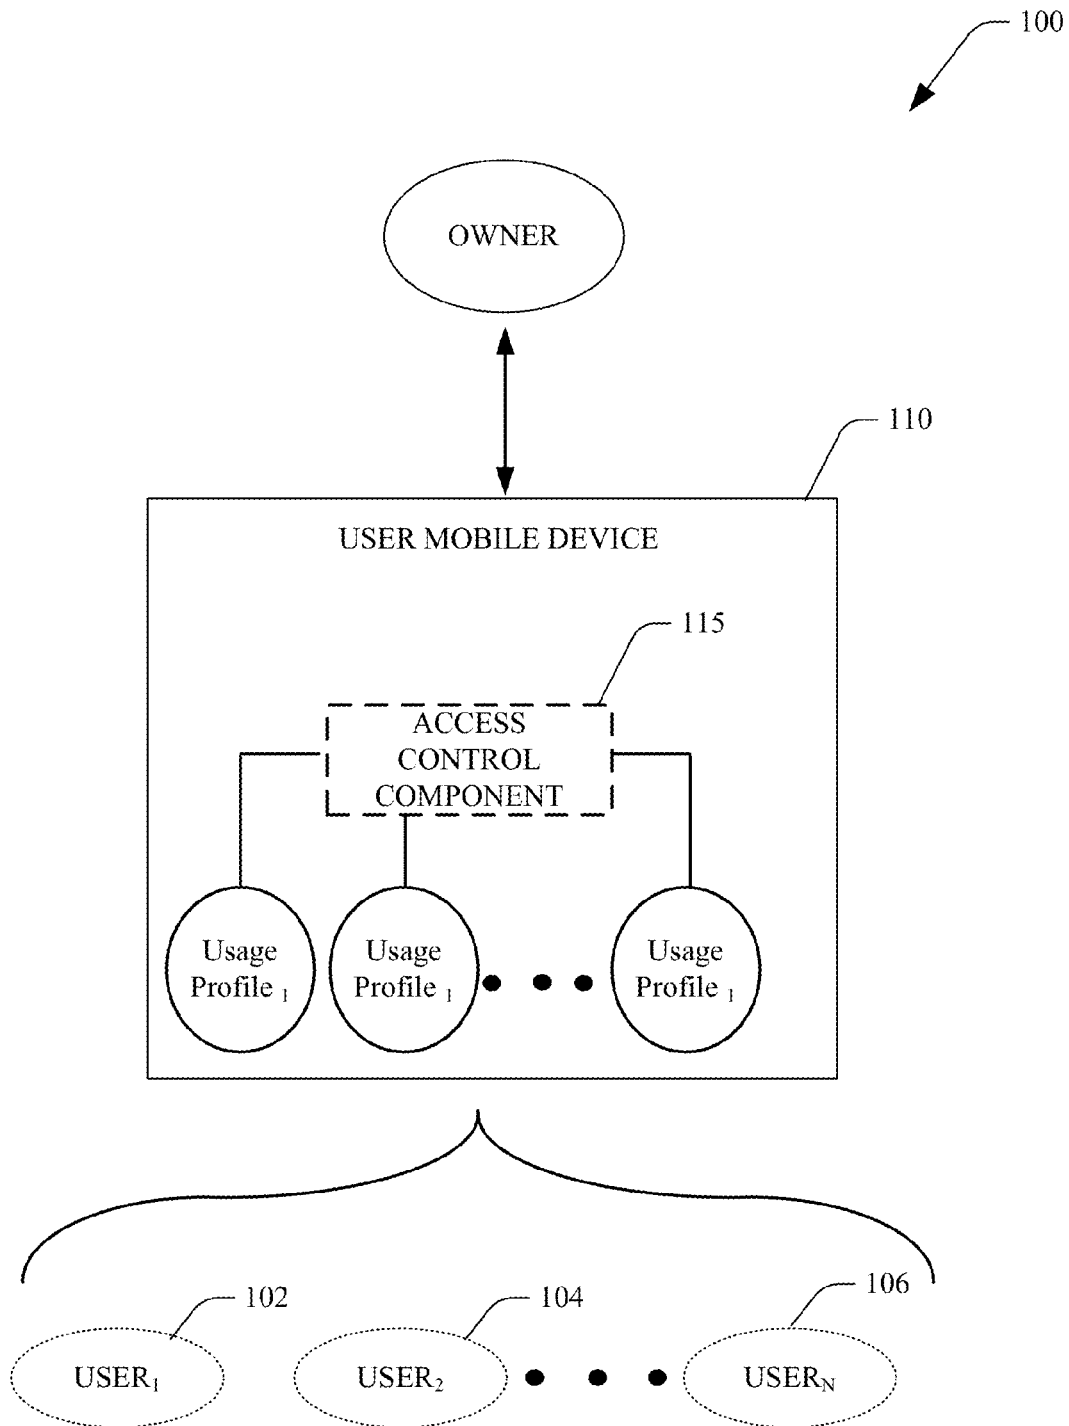 100
OWNER
110
USER MOBILE DEVICE
115
ACCESS
CONTROL
COMPONENT
Usage
Profile 1
Usage
Profile 1
Usage
Profile 1
102
104
106
USER1
USER2
USERN